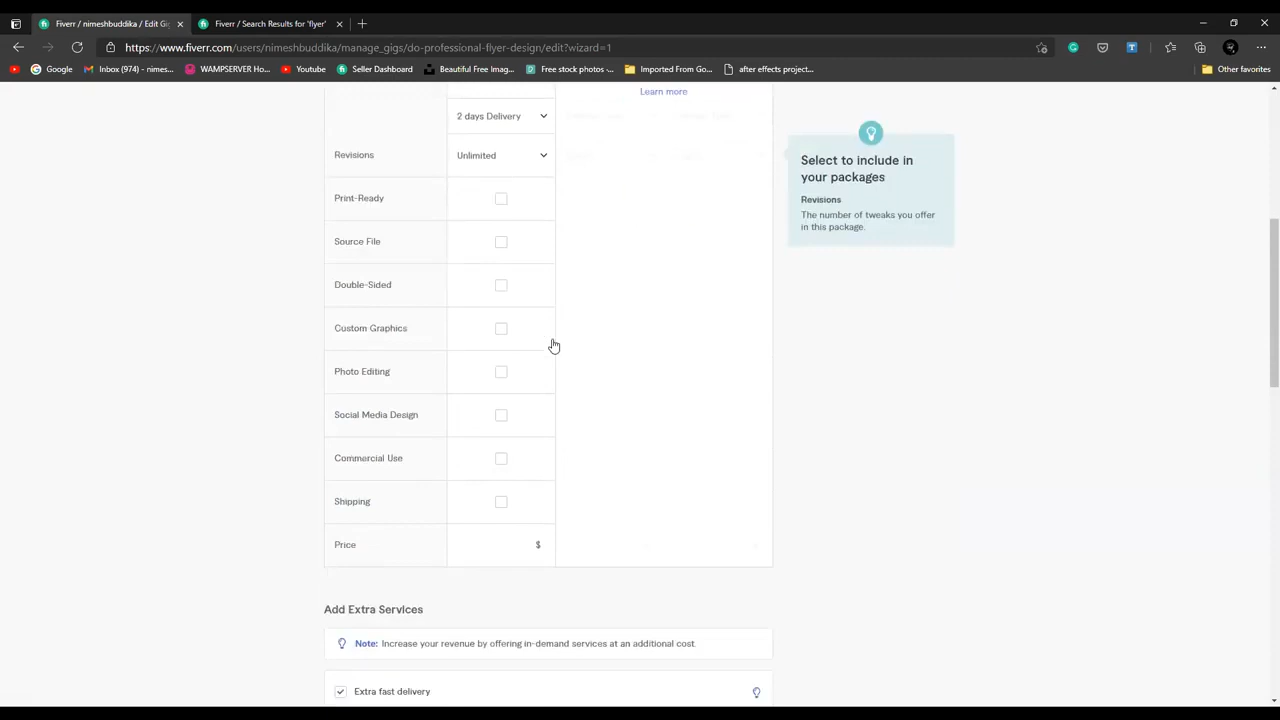 Fiverr / nimeshbuddika / Edit Gig
Fiverr / Search Results for 'flyer'
https://www.fiverr.com/users/nimeshbuddika/manage_gigs/do-professional-flyer-design/edit?wizard=1
Google
Inbox (974) - nimes...
WAMPSERVER Ho...
Youtube
Seller Dashboard
Beautiful Free Imag...
Free stock photos -...
Imported From Go...
after effects project...
Other favorites
Learn more
2 days Delivery
Revisions
Unlimited
Print-Ready
Source File
Double-Sided
Custom Graphics
Photo Editing
Social Media Design
Commercial Use
Shipping
Price
$
Select to include in
your packages
Revisions
The number of tweaks you offer
in this package.
Add Extra Services
Note: Increase your revenue by offering in-demand services at an additional cost.
Extra fast delivery